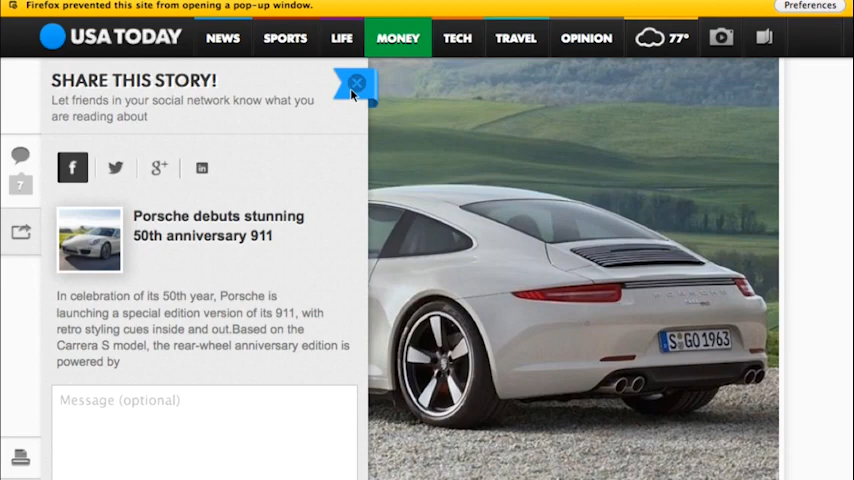 Firefox prevented this site from opening a pop-up window.
Preferences
USA TODAY
NEWS
SPORTS
LIFE
MONEY
TECH
TRAVEL
OPINION
77°
SHARE THIS STORY!
Let friends in your social network know what you
are reading about
7
f
g+
in
Porsche debuts stunning
50th anniversary 911
In celebration of its 50th year, Porsche is
launching a special edition version of its 911, with
retro styling cues inside and out.Based on the
Carrera S model, the rear-wheel anniversary edition is
powered by
Message (optional)
PORSCHE
S GO 1963